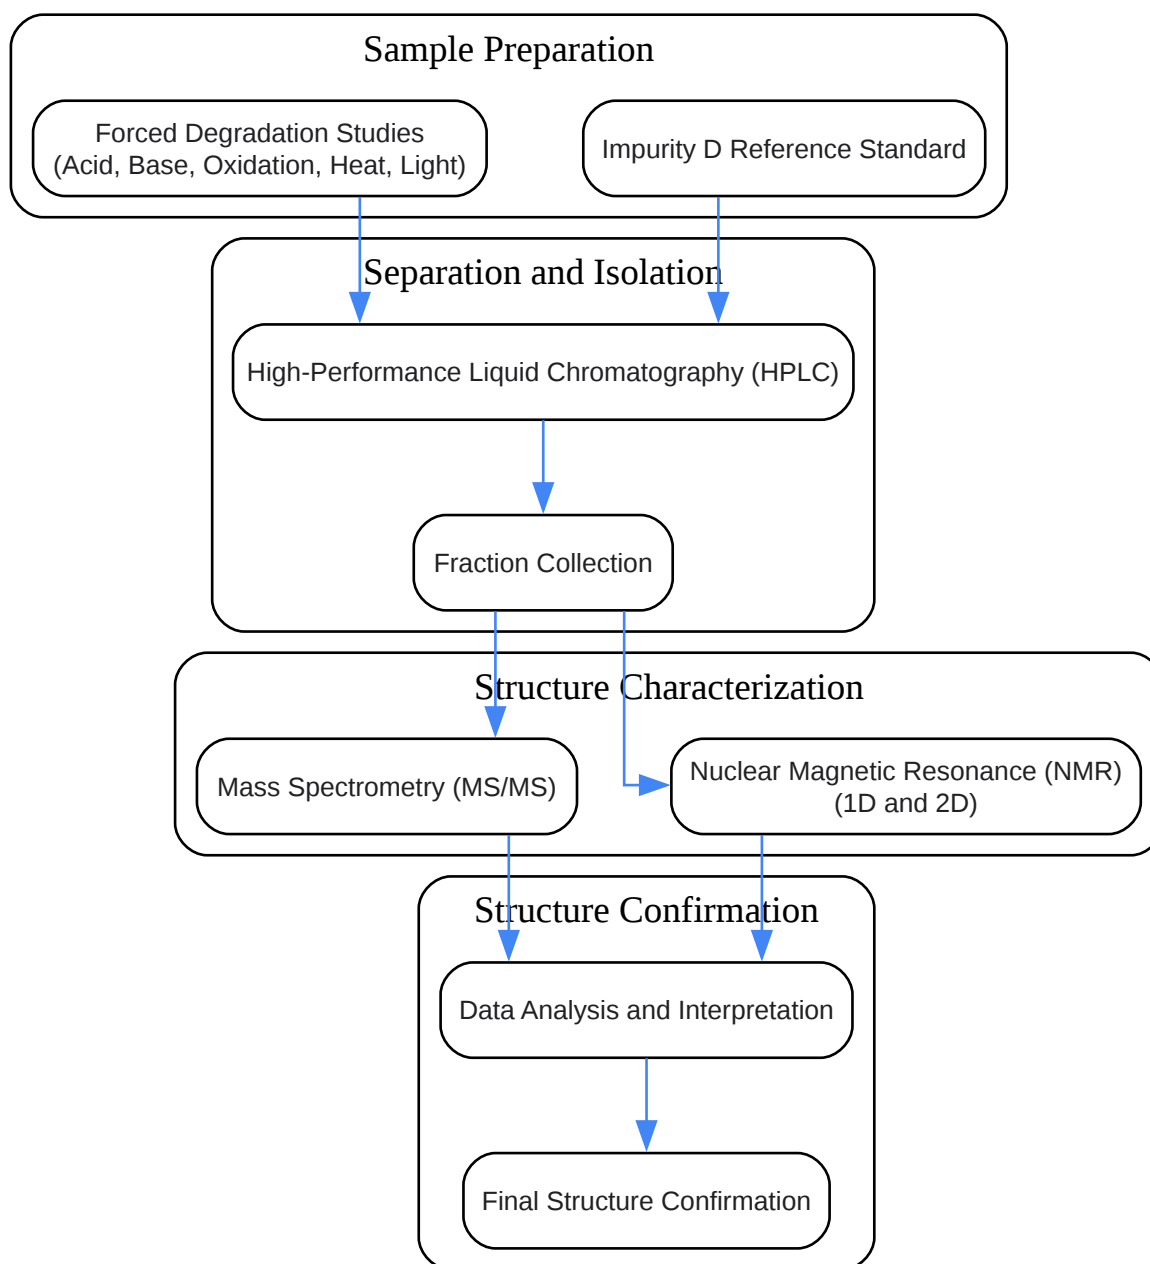 Sample Preparation
Forced Degradation Studies
(Acid, Base, Oxidation, Heat, Light)
Impurity D Reference Standard
Separation and Isolation
High-Performance Liquid Chromatography (HPLC)
Fraction Collection
Structure Characterization
Mass Spectrometry (MS/MS)
Nuclear Magnetic Resonance (NMR)
(1D and 2D)
Structure Confirmation
Data Analysis and Interpretation
Final Structure Confirmation